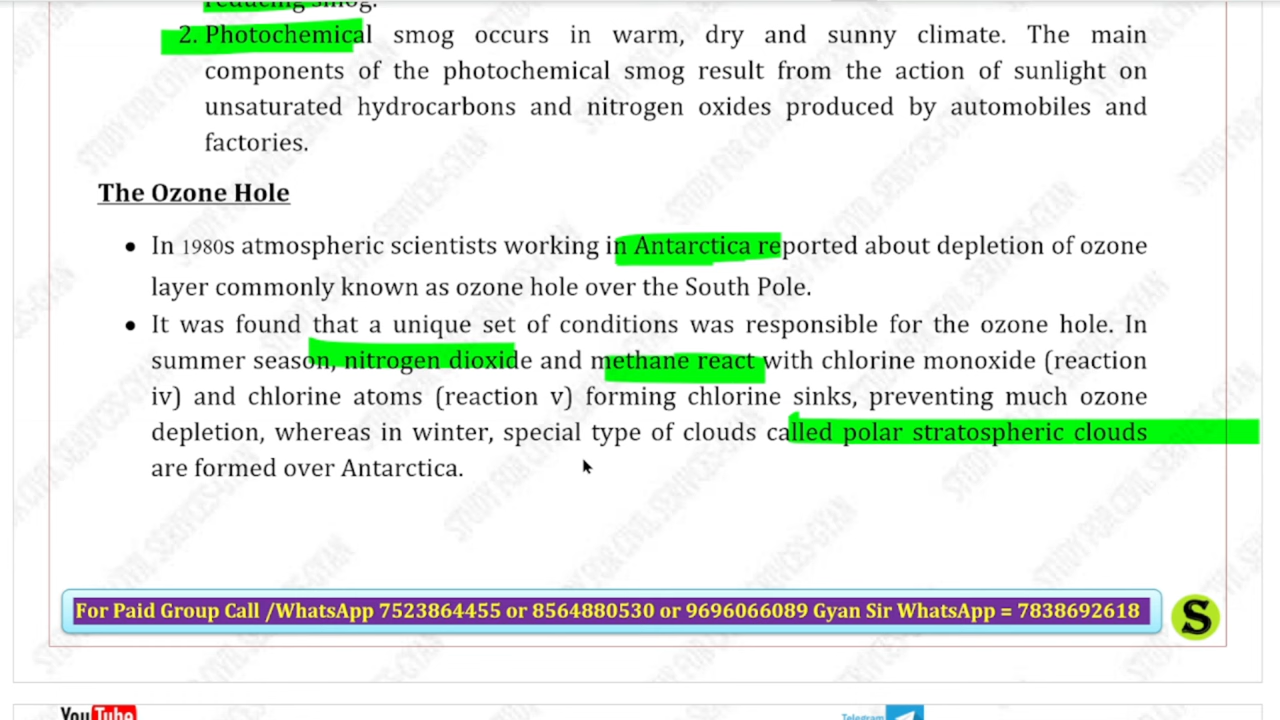 reducing smog.
2. Photochemical smog occurs in warm, dry and sunny climate. The main
components of the photochemical smog result from the action of sunlight on
unsaturated hydrocarbons and nitrogen oxides produced by automobiles and
factories.
The Ozone Hole
• In 1980s atmospheric scientists working in Antarctica reported about depletion of ozone
layer commonly known as ozone hole over the South Pole.
• It was found that a unique set of conditions was responsible for the ozone hole. In
summer season, nitrogen dioxide and methane react with chlorine monoxide (reaction
iv) and chlorine atoms (reaction v) forming chlorine sinks, preventing much ozone
depletion, whereas in winter, special type of clouds called polar stratospheric clouds
are formed over Antarctica.
For Paid Group Call /WhatsApp 7523864455 or 8564880530 or 9696066089 Gyan Sir WhatsApp = 7838692618
S
YouTube
Telegram